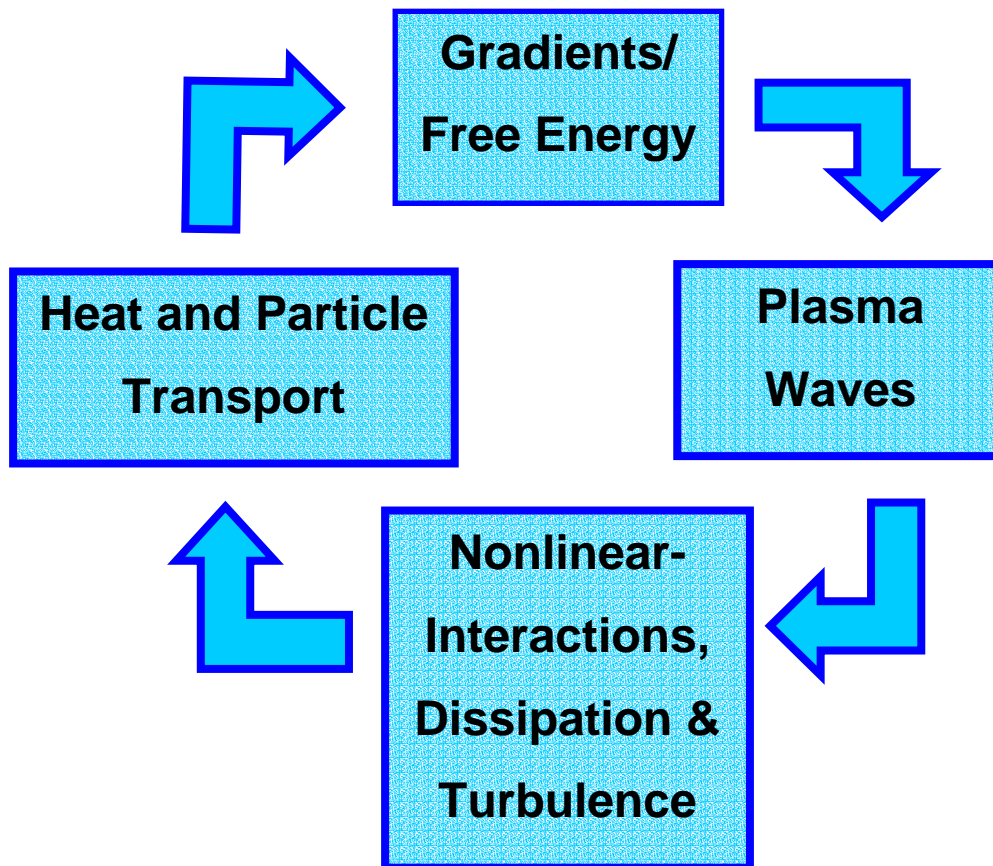 Gradients/
Free Energy
Heat and Particle
Transport
Plasma
Waves
Nonlinear-
Interactions,
Dissipation &
Turbulence